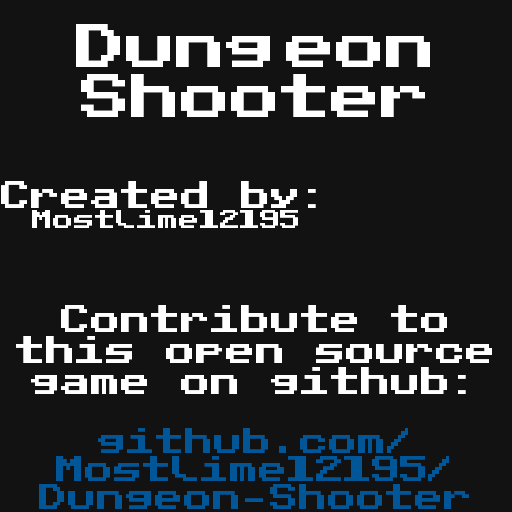 Dungeon
Shooter
Created by:
MostLime12195
Contribute to
this open source
game on github:
github.com/
MostLime12195/
Dungeon-Shooter